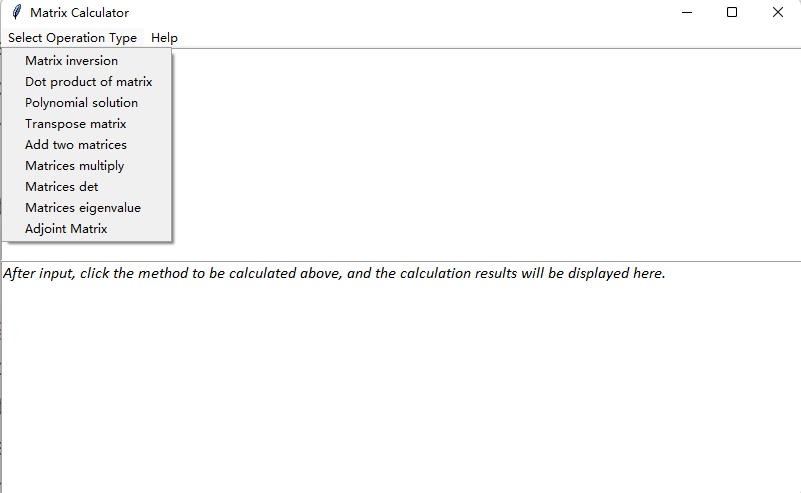 Matrix Calculator
Select Operation Type Help
Matrix inversion
Dot product of matrix
Polynomial solution
Transpose matrix
Add two matrices
Matrices multiply
Matrices det
Matrices eigenvalue
Adjoint Matrix
After input, click the method to be calculated above, and the calculation results will be displayed here.